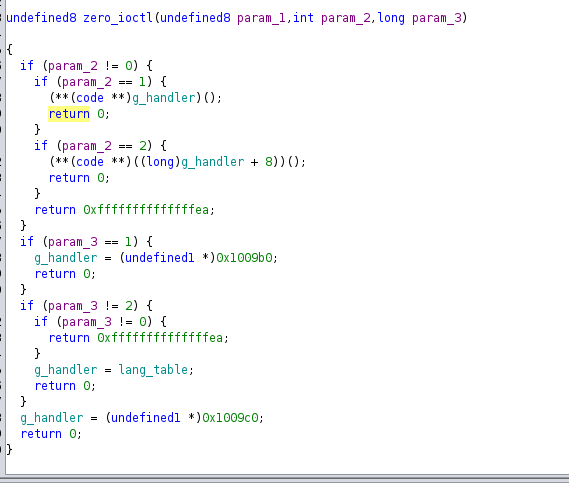 undefined8 zero_ioctl(undefined8 param_1,int param_2,long param_3)
{
  if (param_2 != 0) {
    if (param_2 == 1) {
      (**(code **)g_handler)();
      return 0;
    }
    if (param_2 == 2) {
      (**(code **)((long)g_handler + 8))();
      return 0;
    }
    return 0xffffffffffffffea;
  }
  if (param_3 == 1) {
    g_handler = (undefined1 *)0x1009b0;
    return 0;
  }
  if (param_3 != 2) {
    if (param_3 != 0) {
      return 0xffffffffffffffea;
    }
    g_handler = lang_table;
    return 0;
  }
  g_handler = (undefined1 *)0x1009c0;
  return 0;
}